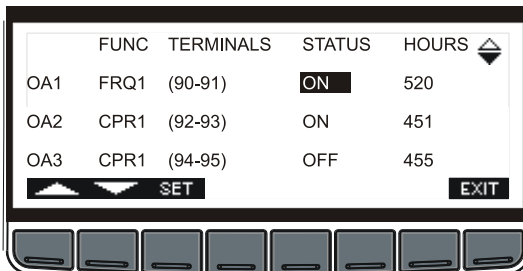 FUNC TERMINALS STATUS HOURS
OA1 FRQ1 (90-91) ON 520
OA2 CPR1 (92-93) ON 451
OA3 CPR1 (94-95) OFF 455
SET EXIT